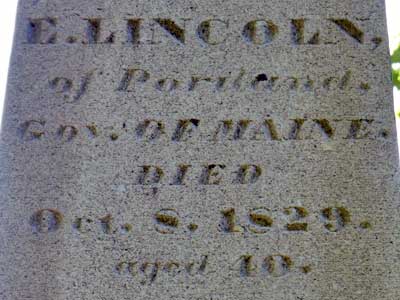 E. LINCOLN,
of Portland,
Gov. OF MAINE.
DIED
Oct. 8. 1829.
aged 40.